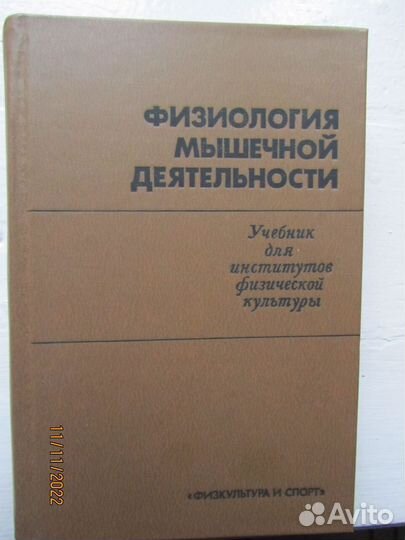 ФИЗИОЛОГИЯ
МЫШЕЧНОЙ
ДЕЯТЕЛЬНОСТИ
Учебник
для
институтов
физической
культуры
«ФИЗКУЛЬТУРА И СПОРТ»
11/11/2022
Avito